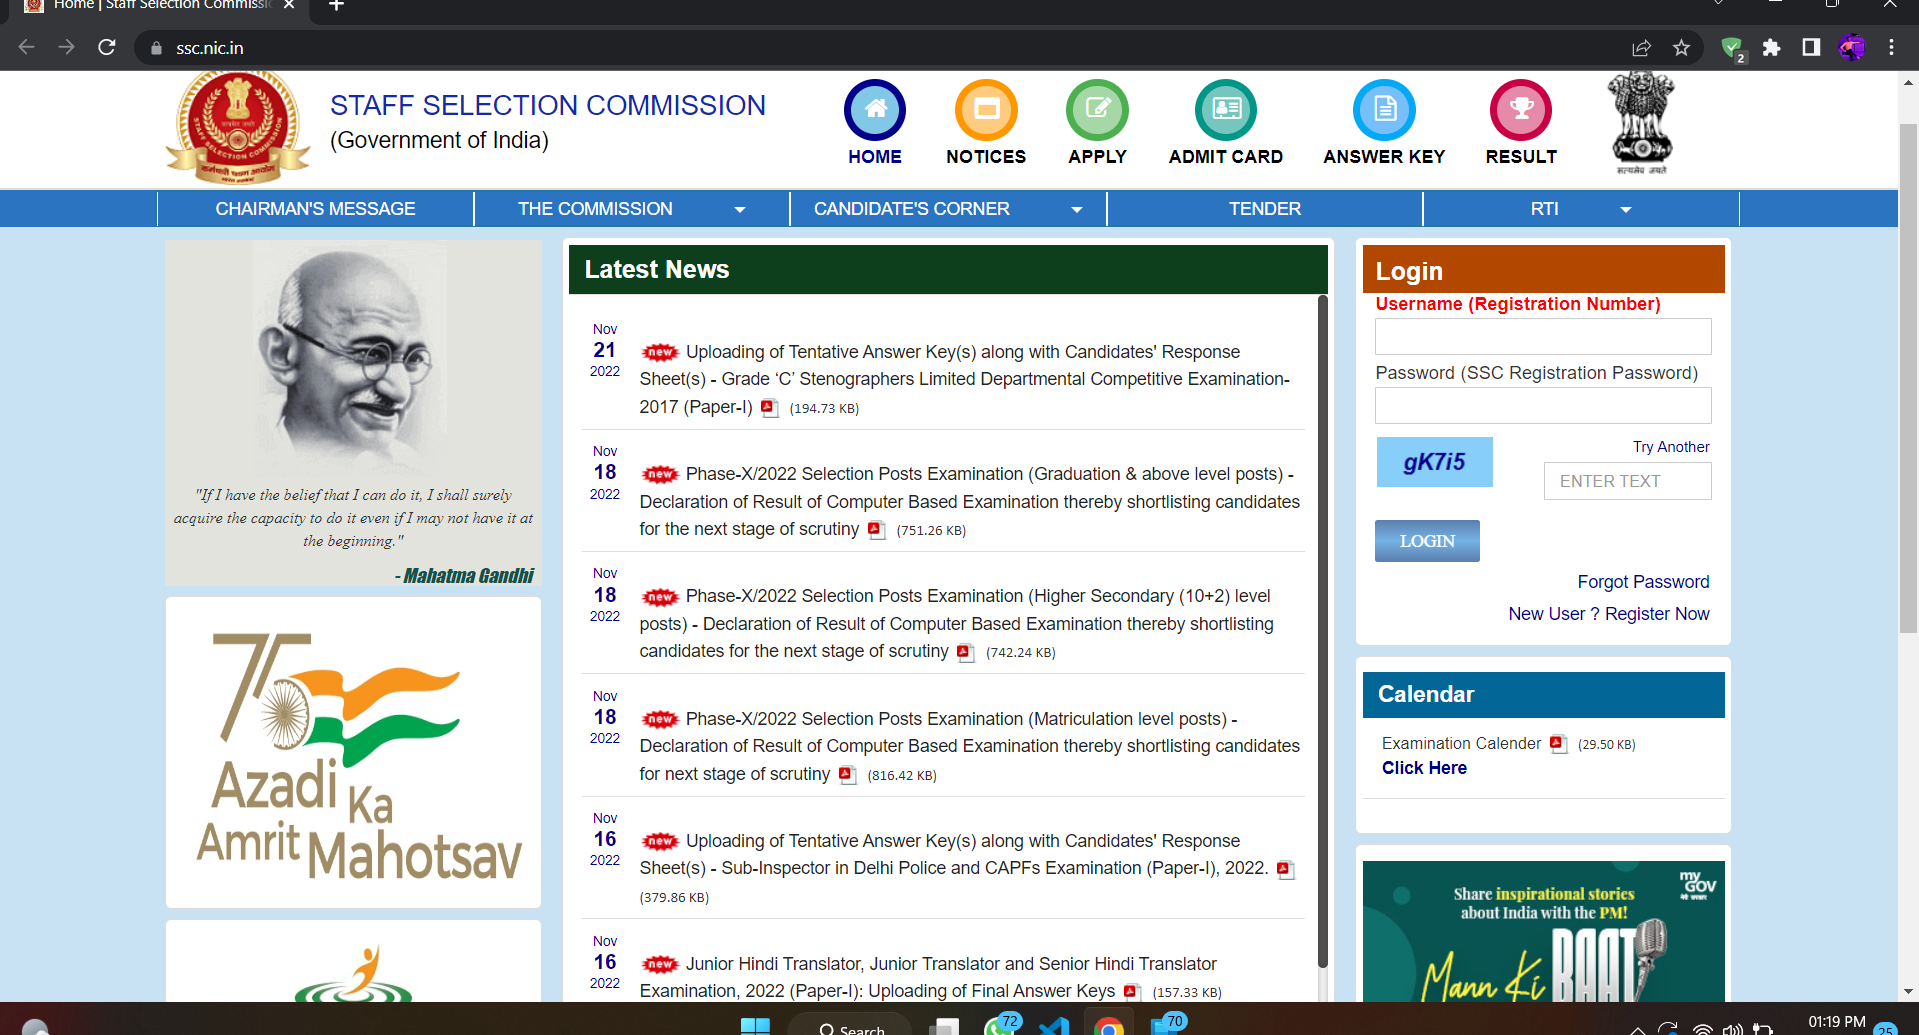 Home | Staff Selection Commissic
ssc.nic.in
2
STAFF SELECTION COMMISSION
(Government of India)
HOME
NOTICES
APPLY
ADMIT CARD
ANSWER KEY
RESULT
STAFF SELECTION COMMISSION
कर्मचारी चयन आयोग
भारत सरकार
सत्यमेव जयते
CHAIRMAN'S MESSAGE
THE COMMISSION
CANDIDATE'S CORNER
TENDER
RTI
"If I have the belief that I can do it, I shall surely
acquire the capacity to do it even if I may not have it at
the beginning."
- Mahatma Gandhi
75
Azadi Ka
Amrit Mahotsav
Latest News
Nov
21
2022
new Uploading of Tentative Answer Key(s) along with Candidates' Response
Sheet(s) - Grade ‘C’ Stenographers Limited Departmental Competitive Examination-
2017 (Paper-I) (194.73 KB)
Nov
18
2022
new Phase-X/2022 Selection Posts Examination (Graduation & above level posts) -
Declaration of Result of Computer Based Examination thereby shortlisting candidates
for the next stage of scrutiny (751.26 KB)
Nov
18
2022
new Phase-X/2022 Selection Posts Examination (Higher Secondary (10+2) level
posts) - Declaration of Result of Computer Based Examination thereby shortlisting
candidates for the next stage of scrutiny (742.24 KB)
Nov
18
2022
new Phase-X/2022 Selection Posts Examination (Matriculation level posts) -
Declaration of Result of Computer Based Examination thereby shortlisting candidates
for next stage of scrutiny (816.42 KB)
Nov
16
2022
new Uploading of Tentative Answer Key(s) along with Candidates' Response
Sheet(s) - Sub-Inspector in Delhi Police and CAPFs Examination (Paper-I), 2022.
(379.86 KB)
Nov
16
2022
new Junior Hindi Translator, Junior Translator and Senior Hindi Translator
Examination, 2022 (Paper-I): Uploading of Final Answer Keys (157.33 KB)
Login
Username (Registration Number)
Password (SSC Registration Password)
gK7i5
Try Another
ENTER TEXT
LOGIN
Forgot Password
New User ? Register Now
Calendar
Examination Calender (29.50 KB)
Click Here
my
GOV
मेरी सरकार
Share inspirational stories
about India with the PM!
Mann Ki BAAT
Search
72
70
01:19 PM
25